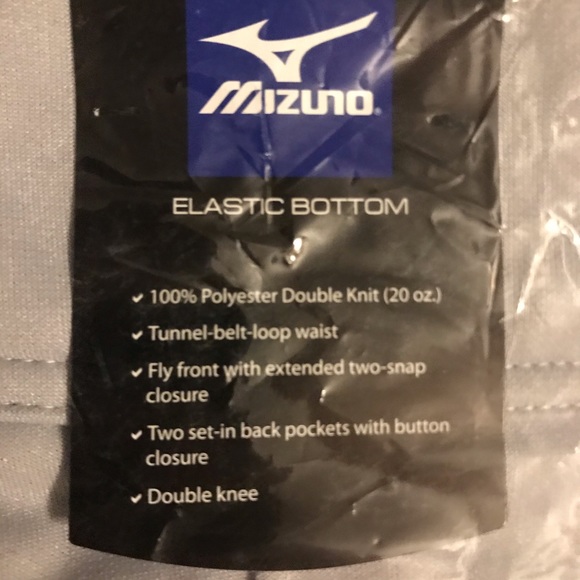 MIZUNO
ELASTIC BOTTOM
✓ 100% Polyester Double Knit (20 oz.)
✓ Tunnel-belt-loop waist
✓ Fly front with extended two-snap
closure
✓ Two set-in back pockets with button
closure
✓ Double knee